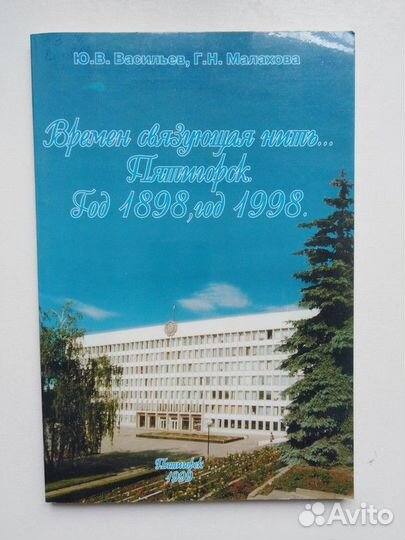 Ю.В. Васильев, Г.Н. Малахова
Времен связующая нить...
Пятигорск.
Год 1898, год 1998.
Пятигорск
1999
Avito